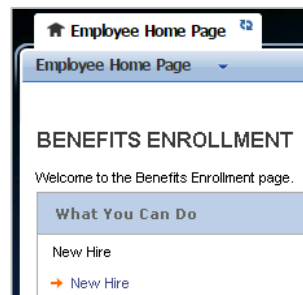 Employee Home Page
Employee Home Page
BENEFITS ENROLLMENT
Welcome to the Benefits Enrollment page.
What You Can Do
New Hire
New Hire